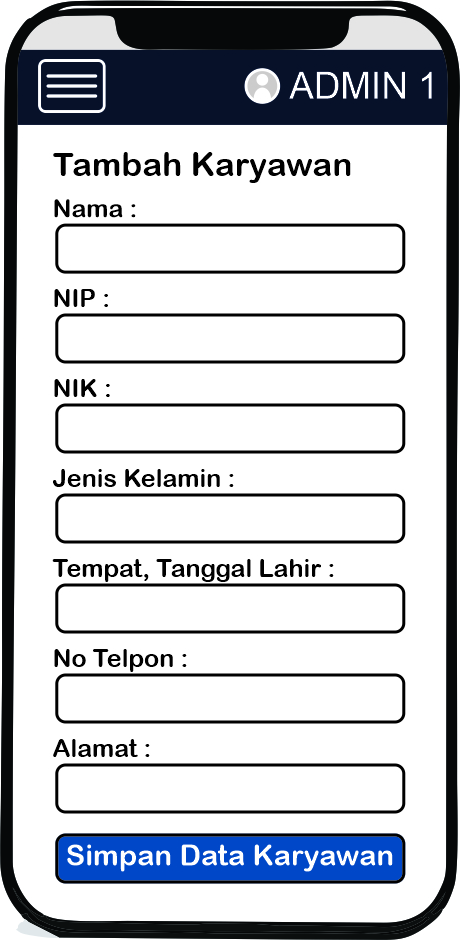 ADMIN 1
Tambah Karyawan
Nama :
NIP :
NIK :
Jenis Kelamin :
Tempat, Tanggal Lahir :
No Telpon :
Alamat :
Simpan Data Karyawan